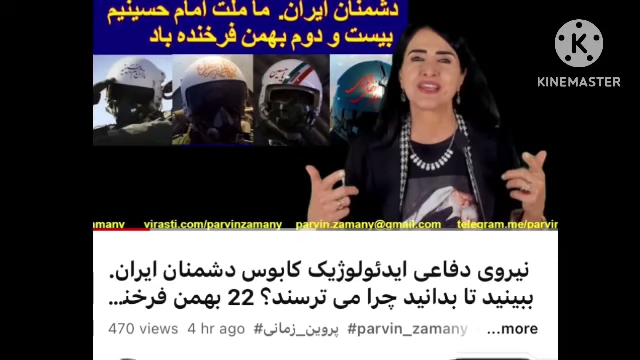 دشمنان ایران. ما ملت امام حسینیم
بیست و دوم بهمن فرخنده باد
KINEMASTER
zamany virasti.com/parvinzamany parvin.zamany@gmail.com telegram.me/parvin
نیروی دفاعی ایدئولوژیک کابوس دشمنان ایران.
ببینید تا بدانید چرا می ترسند؟ 22 بهمن فرخن...
470 views 4 hr ago #پروین_زمانی #parvin_zamany ...more